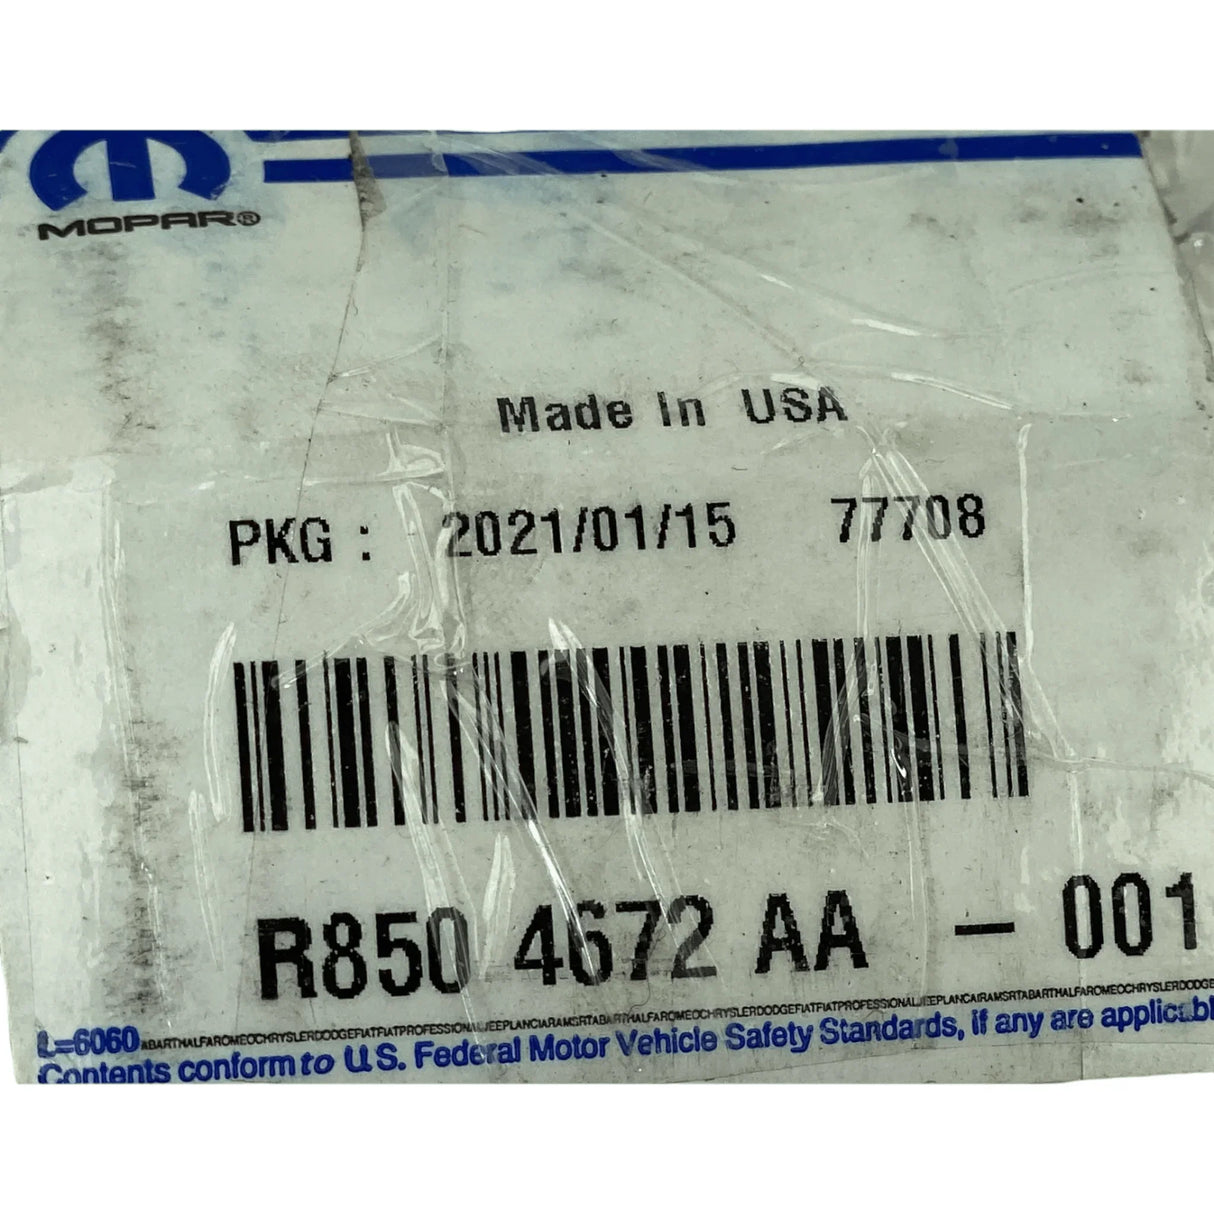 MOPAR®
Made In USA
PKG : 2021/01/15 77708
R850 4672 AA - 001
L=6060 ABARTHALFAROMEOCHRYSLERDODGEFIATFIATPROFESSIONALJEEPLANCIARAMSRTABARTHALFAROMEOCHRYSLERDODGEFIATFIATPROFESSIONALJEEPLANCIARAMSRTABARTHALFAROMEOCHRYSLERDODGE
Contents conform to U.S. Federal Motor Vehicle Safety Standards, if any are applicabl